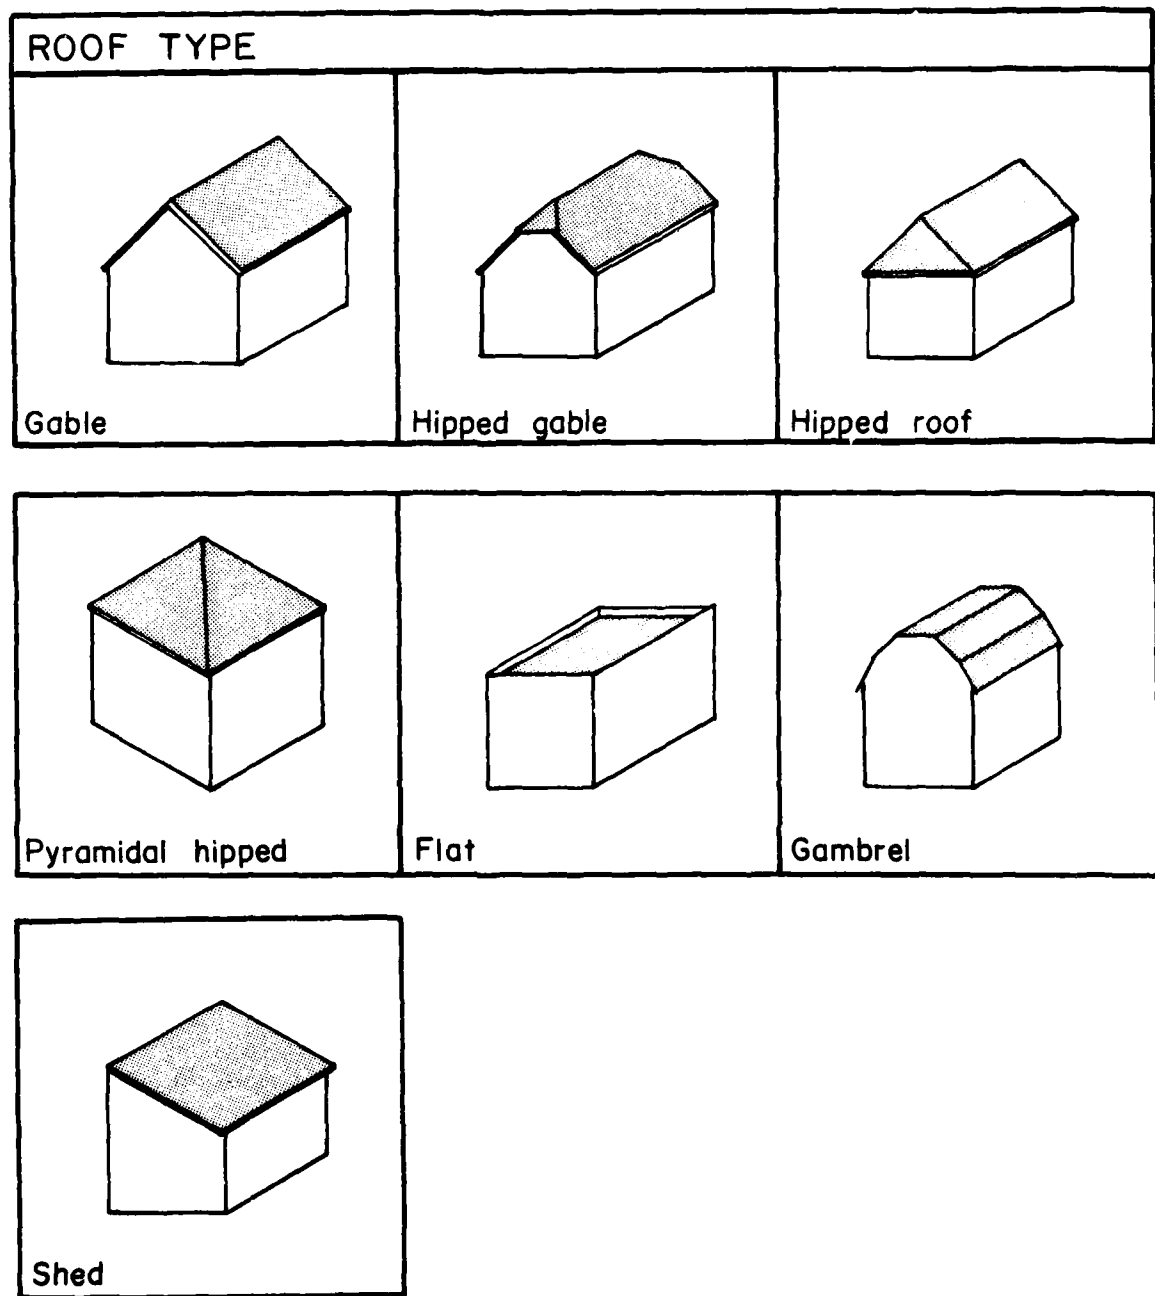 ROOF TYPE
Gable
Hipped gable
Hipped roof
Pyramidal hipped
Flat
Gambrel
Shed